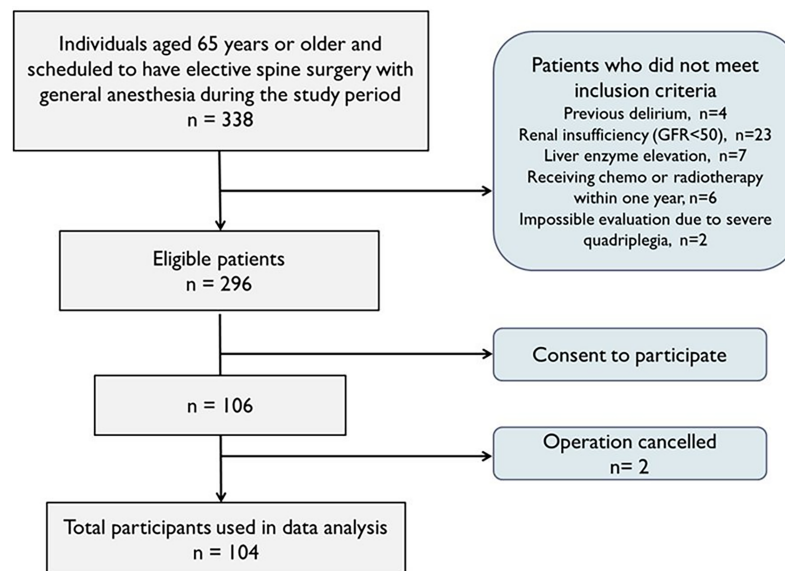 Individuals aged 65 years or older and
scheduled to have elective spine surgery with
general anesthesia during the study period
n = 338
Patients who did not meet
inclusion criteria
Previous delirium, n=4
Renal insufficiency (GFR<50), n=23
Liver enzyme elevation, n=7
Receiving chemo or radiotherapy
within one year, n=6
Impossible evaluation due to severe
quadriplegia, n=2
Eligible patients
n = 296
Consent to participate
n = 106
Operation cancelled
n= 2
Total participants used in data analysis
n = 104